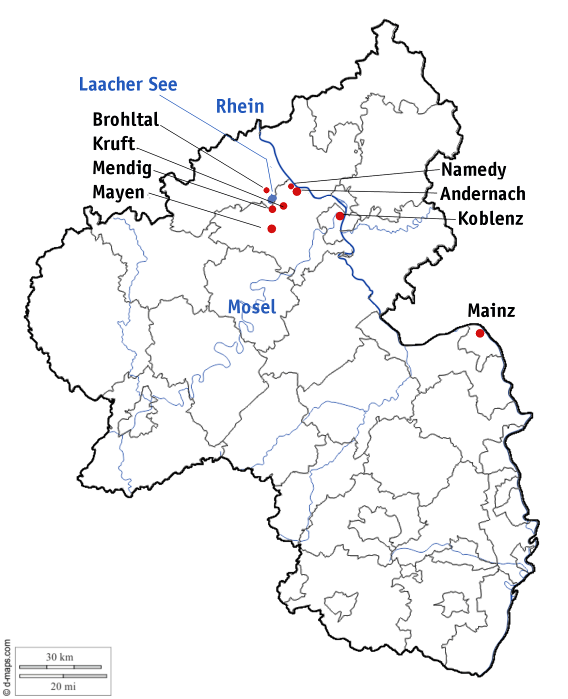 Laacher See
Rhein
Brohltal
Kruft
Mendig
Mayen
Namedy
Andernach
Koblenz
Mosel
Mainz
30 km
20 mi
© d-maps.com